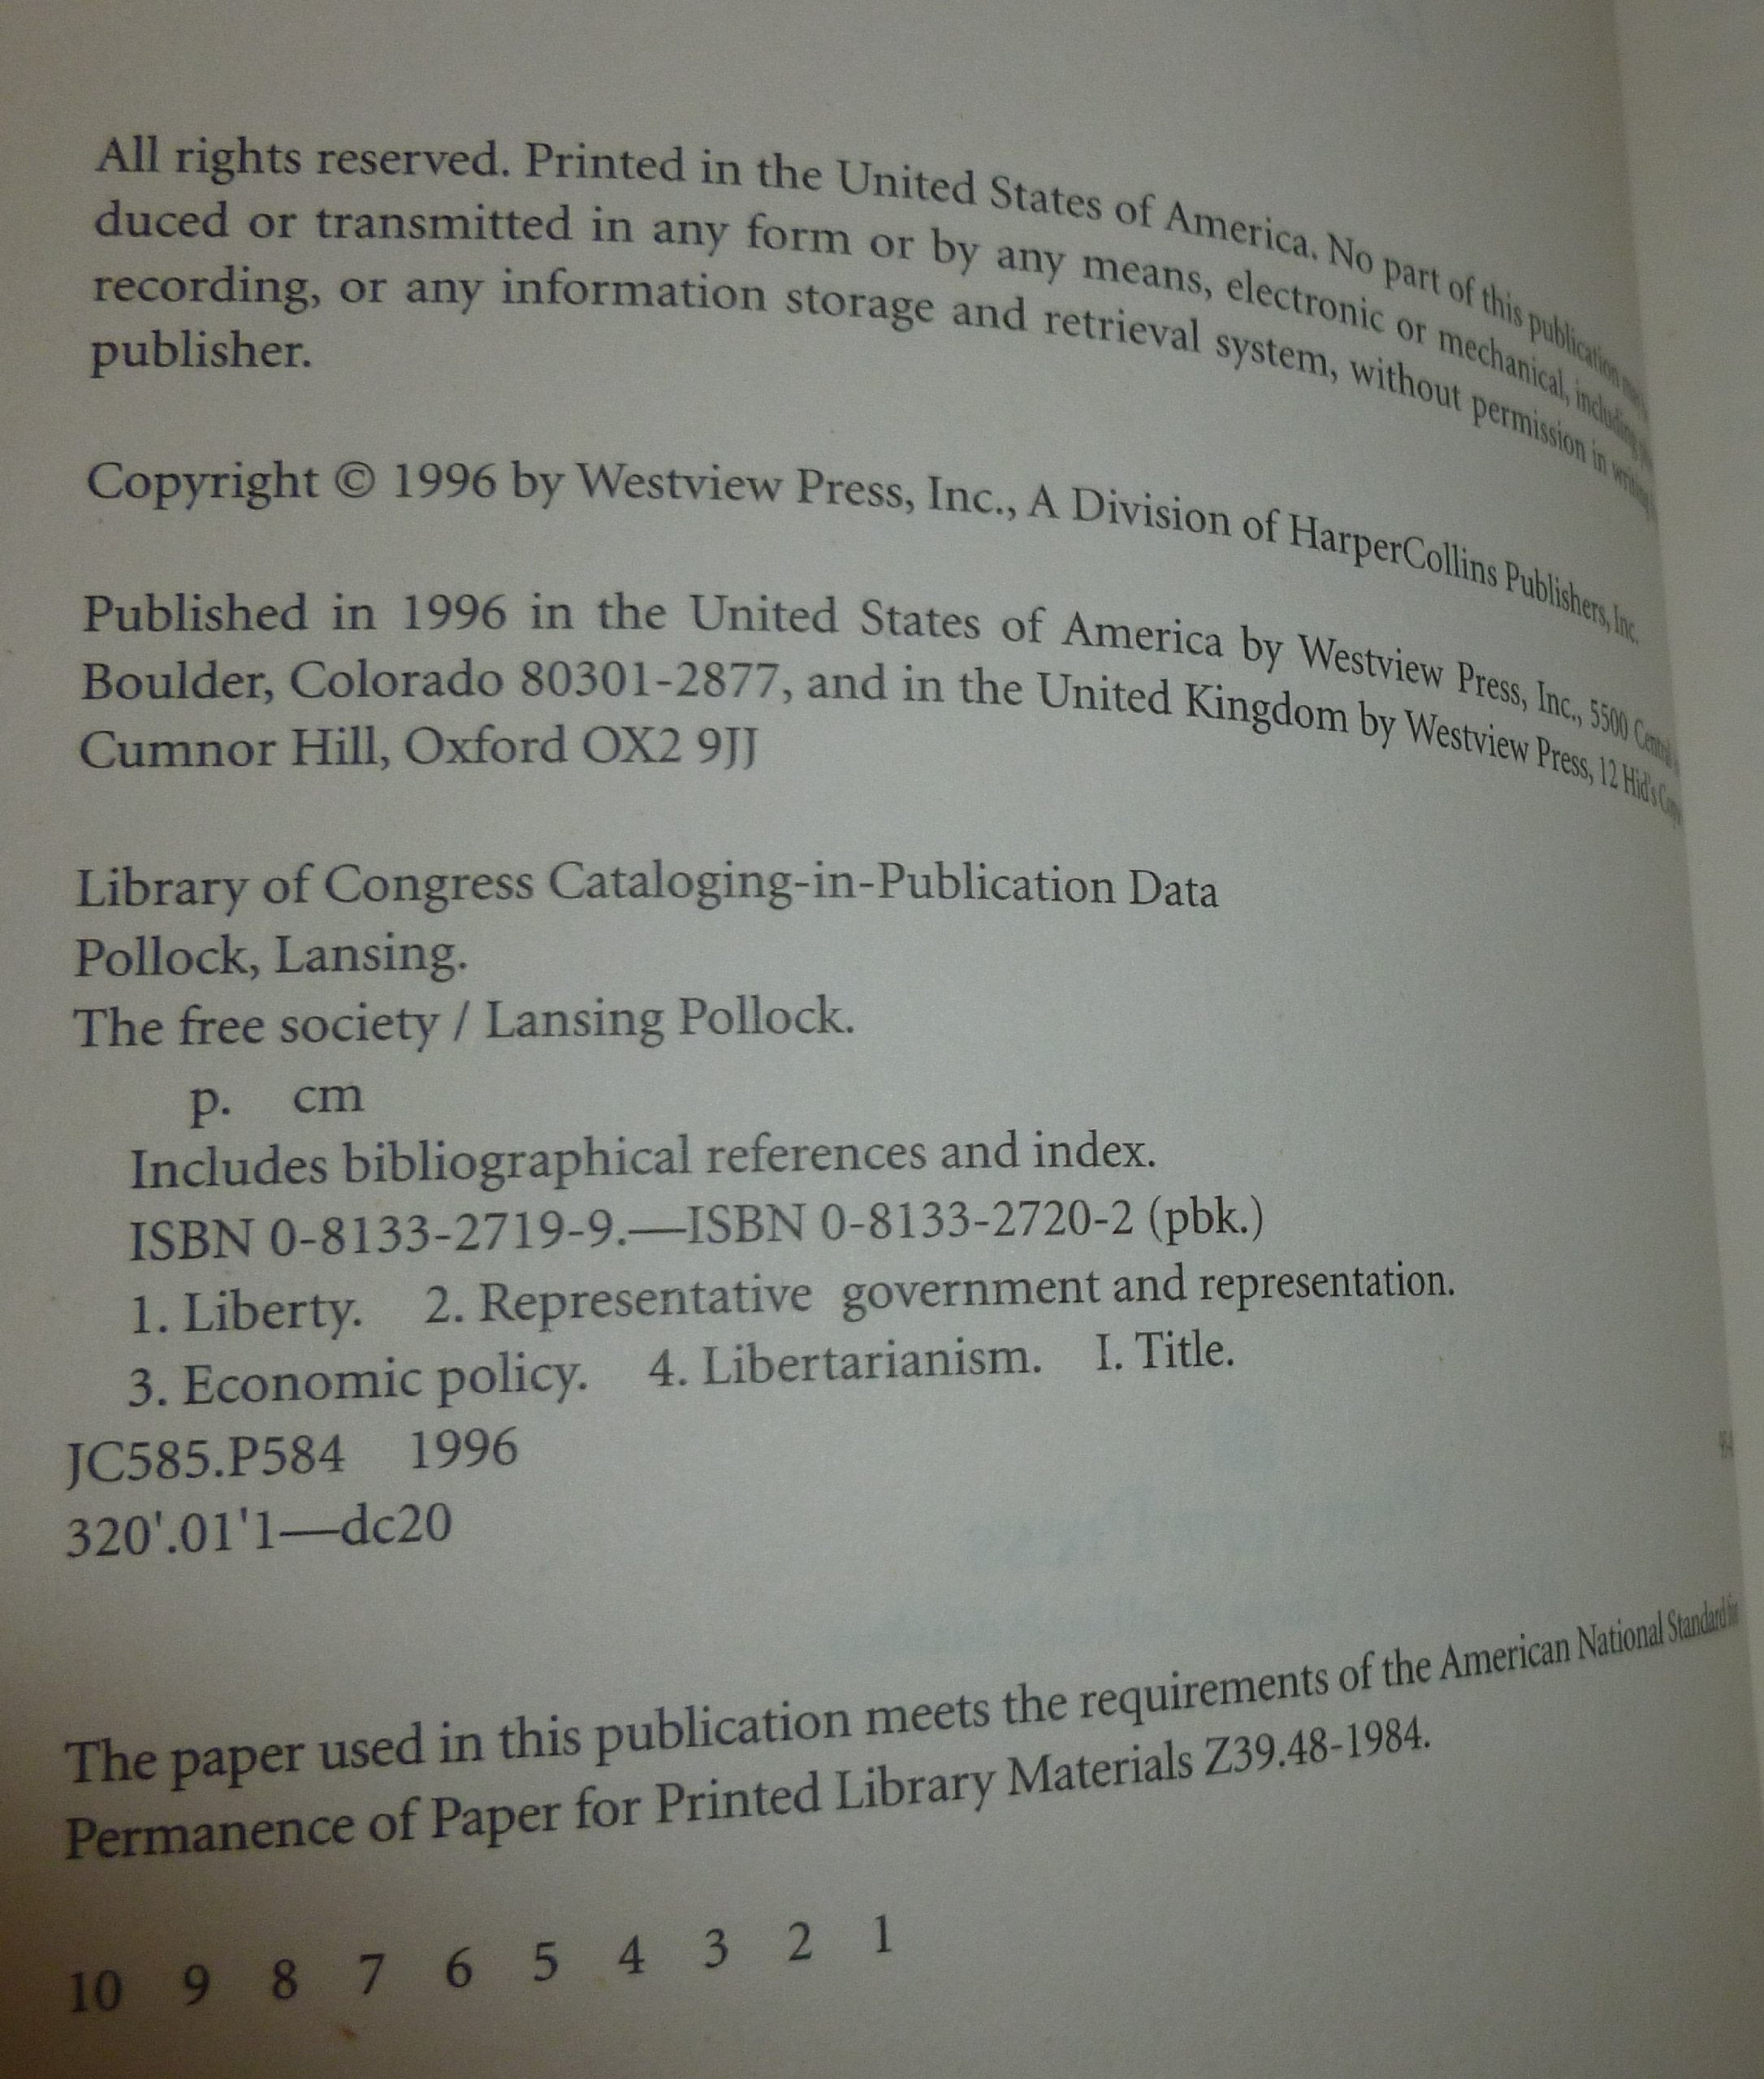 All rights reserved. Printed in the United States of America. No part of this publication may
duced or transmitted in any form or by any means, electronic or mechanical, including
recording, or any information storage and retrieval system, without permission in writing
publisher.
Copyright © 1996 by Westview Press, Inc., A Division of HarperCollins Publishers, Inc.
Published in 1996 in the United States of America by Westview Press, Inc., 5500 Central
Boulder, Colorado 80301-2877, and in the United Kingdom by Westview Press, 12 Hid's
Cumnor Hill, Oxford OX2 9JJ
Library of Congress Cataloging-in-Publication Data
Pollock, Lansing.
The free society / Lansing Pollock.
p. cm
Includes bibliographical references and index.
ISBN 0-8133-2719-9.—ISBN 0-8133-2720-2 (pbk.)
1. Liberty. 2. Representative government and representation.
3. Economic policy. 4. Libertarianism. I. Title.
JC585.P584 1996
320'.01'1—dc20
The paper used in this publication meets the requirements of the American National Standard for
Permanence of Paper for Printed Library Materials Z39.48-1984.
10 9 8 7 6 5 4 3 2 1